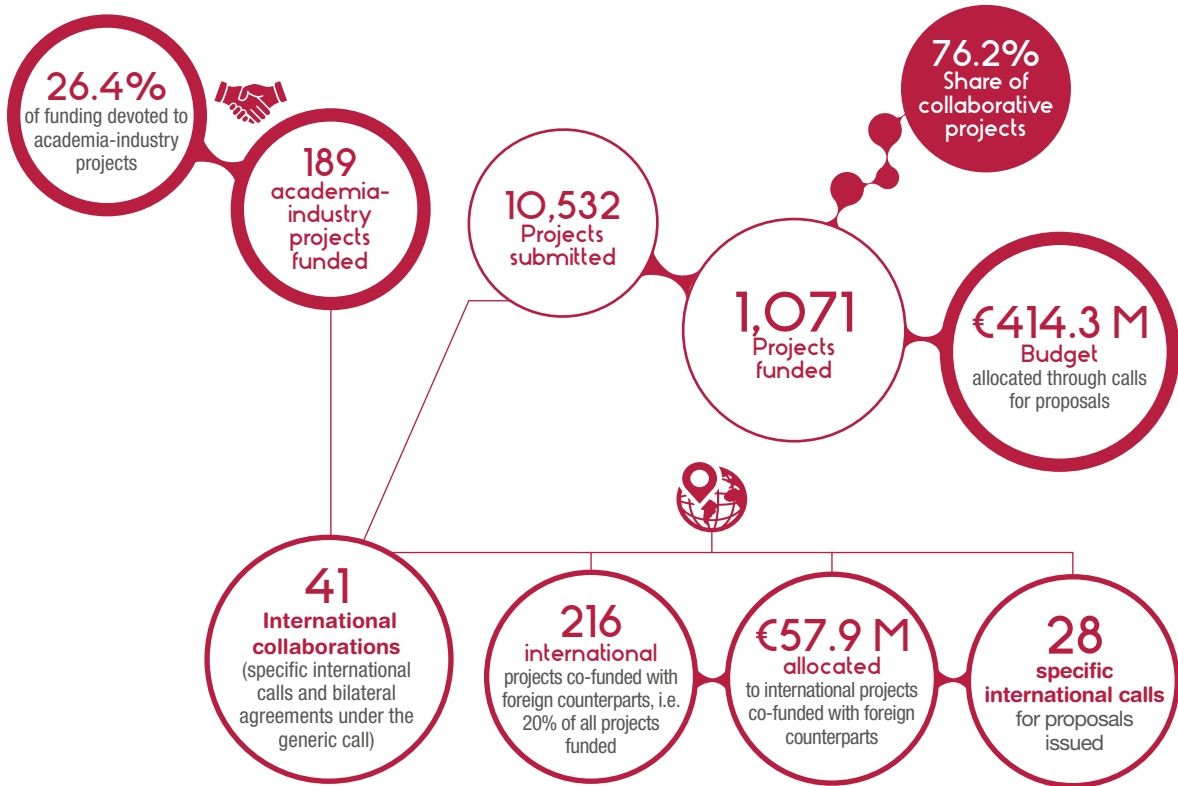 26.4%
of funding devoted to
academia-industry
projects
189
academia-
industry
projects
funded
10,532
Projects
submitted
76.2%
Share of
collaborative
projects
1,071
Projects
funded
€414.3 M
Budget
allocated through calls
for proposals
41
International
collaborations
(specific international
calls and bilateral
agreements under the
generic call)
216
international
projects co-funded with
foreign counterparts, i.e.
20% of all projects
funded
€57.9 M
allocated
to international projects
co-funded with foreign
counterparts
28
specific
international calls
for proposals
issued